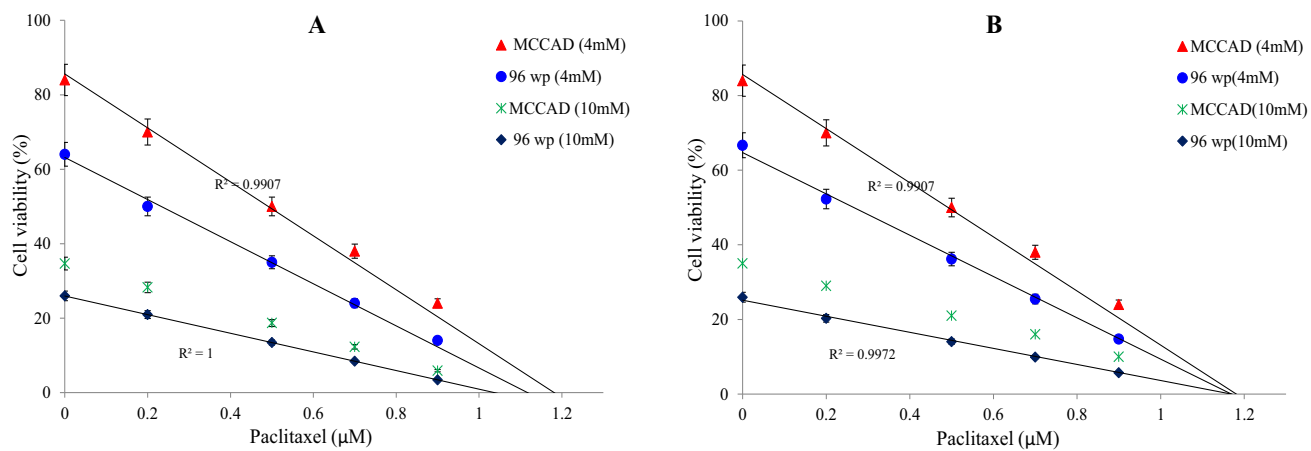 A
100
80
60
40
20
0
Cell viability (%)
0
0.2
0.4
0.6
0.8
1
1.2
Paclitaxel (µM)
MCCAD (4mM)
96 wp (4mM)
MCCAD (10mM)
96 wp (10mM)
R² = 0.9907
R² = 1
B
100
80
60
40
20
0
Cell viability (%)
0
0.2
0.4
0.6
0.8
1
1.2
Paclitaxel (µM)
MCCAD (4mM)
96 wp(4mM)
MCCAD(10mM)
96 wp(10mM)
R² = 0.9907
R² = 0.9972